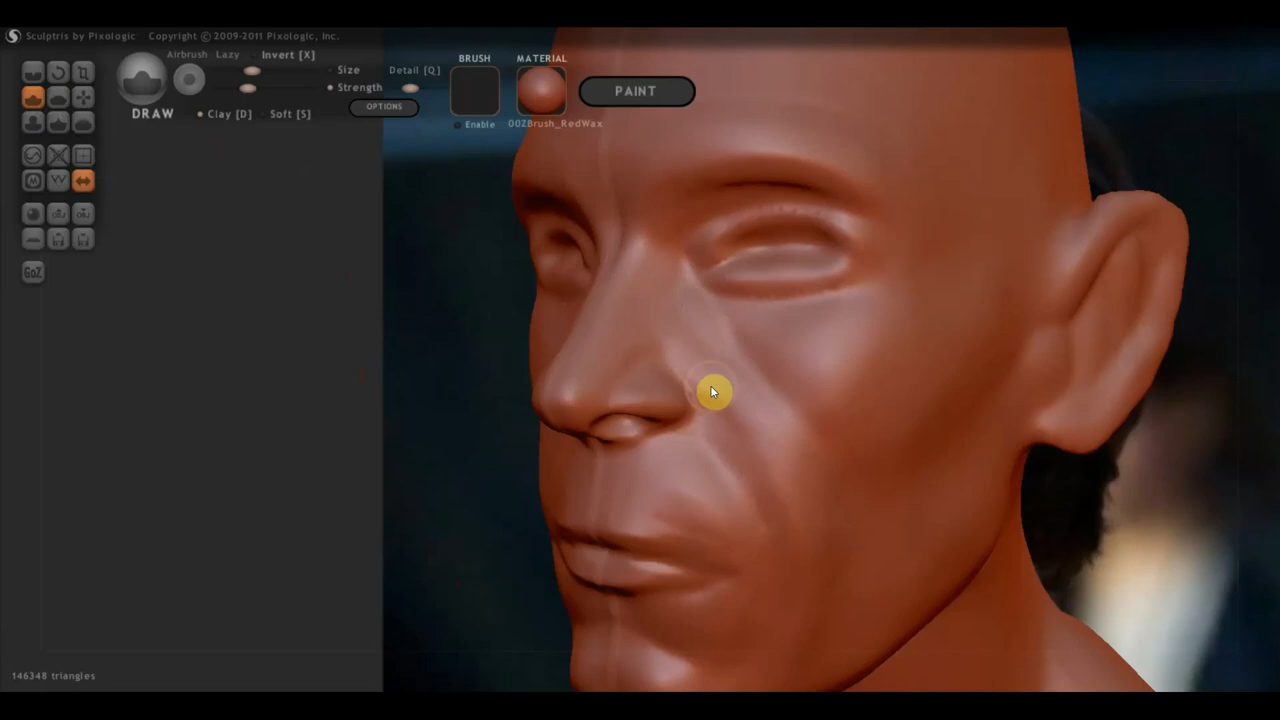 Sculptris by Pixologic Copyright © 2009-2011 Pixologic, Inc.
Airbrush Lazy Invert [X]
Size Detail [Q]
Strength
OPTIONS
DRAW Clay [D] Soft [S]
BRUSH MATERIAL
PAINT
Enable 00ZBrush_RedWax
GoZ
146348 triangles